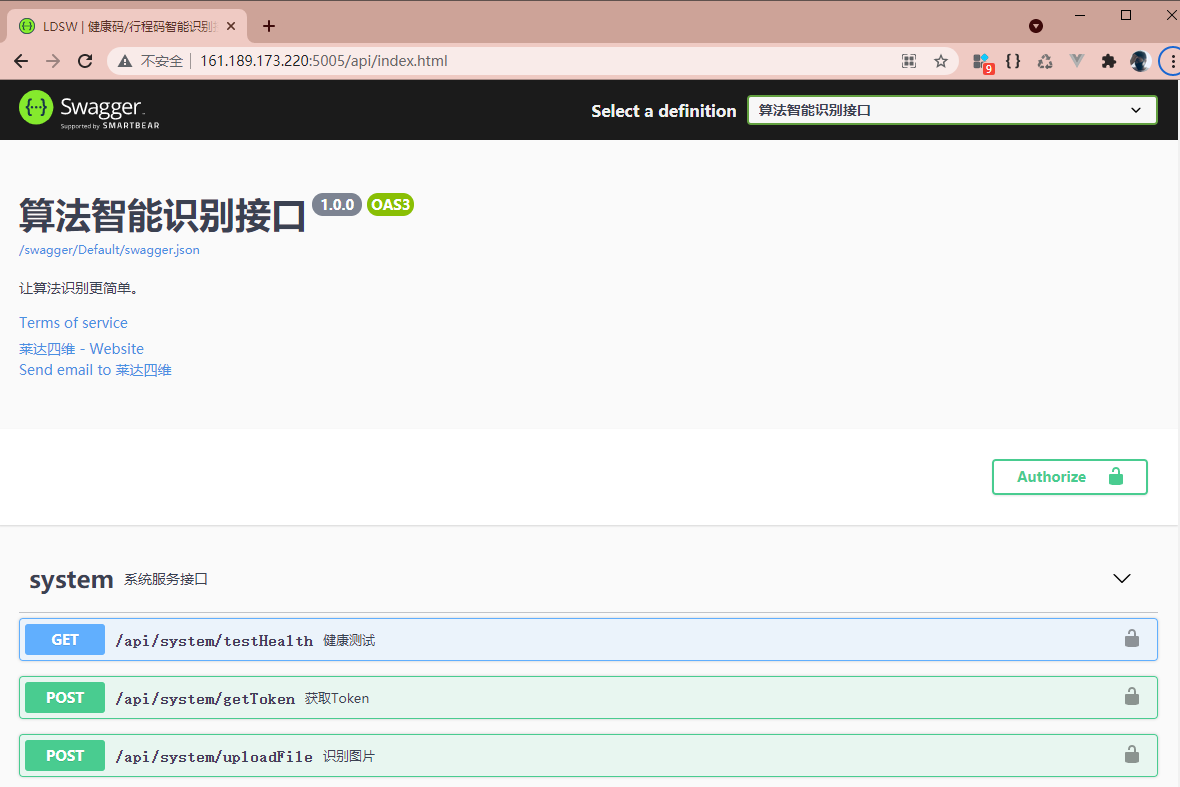 LDSW | 健康码/行程码智能识别
不安全 161.189.173.220:5005/api/index.html
9
Swagger
Supported by SMARTBEAR
Select a definition
算法智能识别接口
算法智能识别接口 1.0.0 OAS3
/swagger/Default/swagger.json
让算法识别更简单。
Terms of service
莱达四维 - Website
Send email to 莱达四维
Authorize
system 系统服务接口
GET /api/system/testHealth 健康测试
POST /api/system/getToken 获取Token
POST /api/system/uploadFile 识别图片